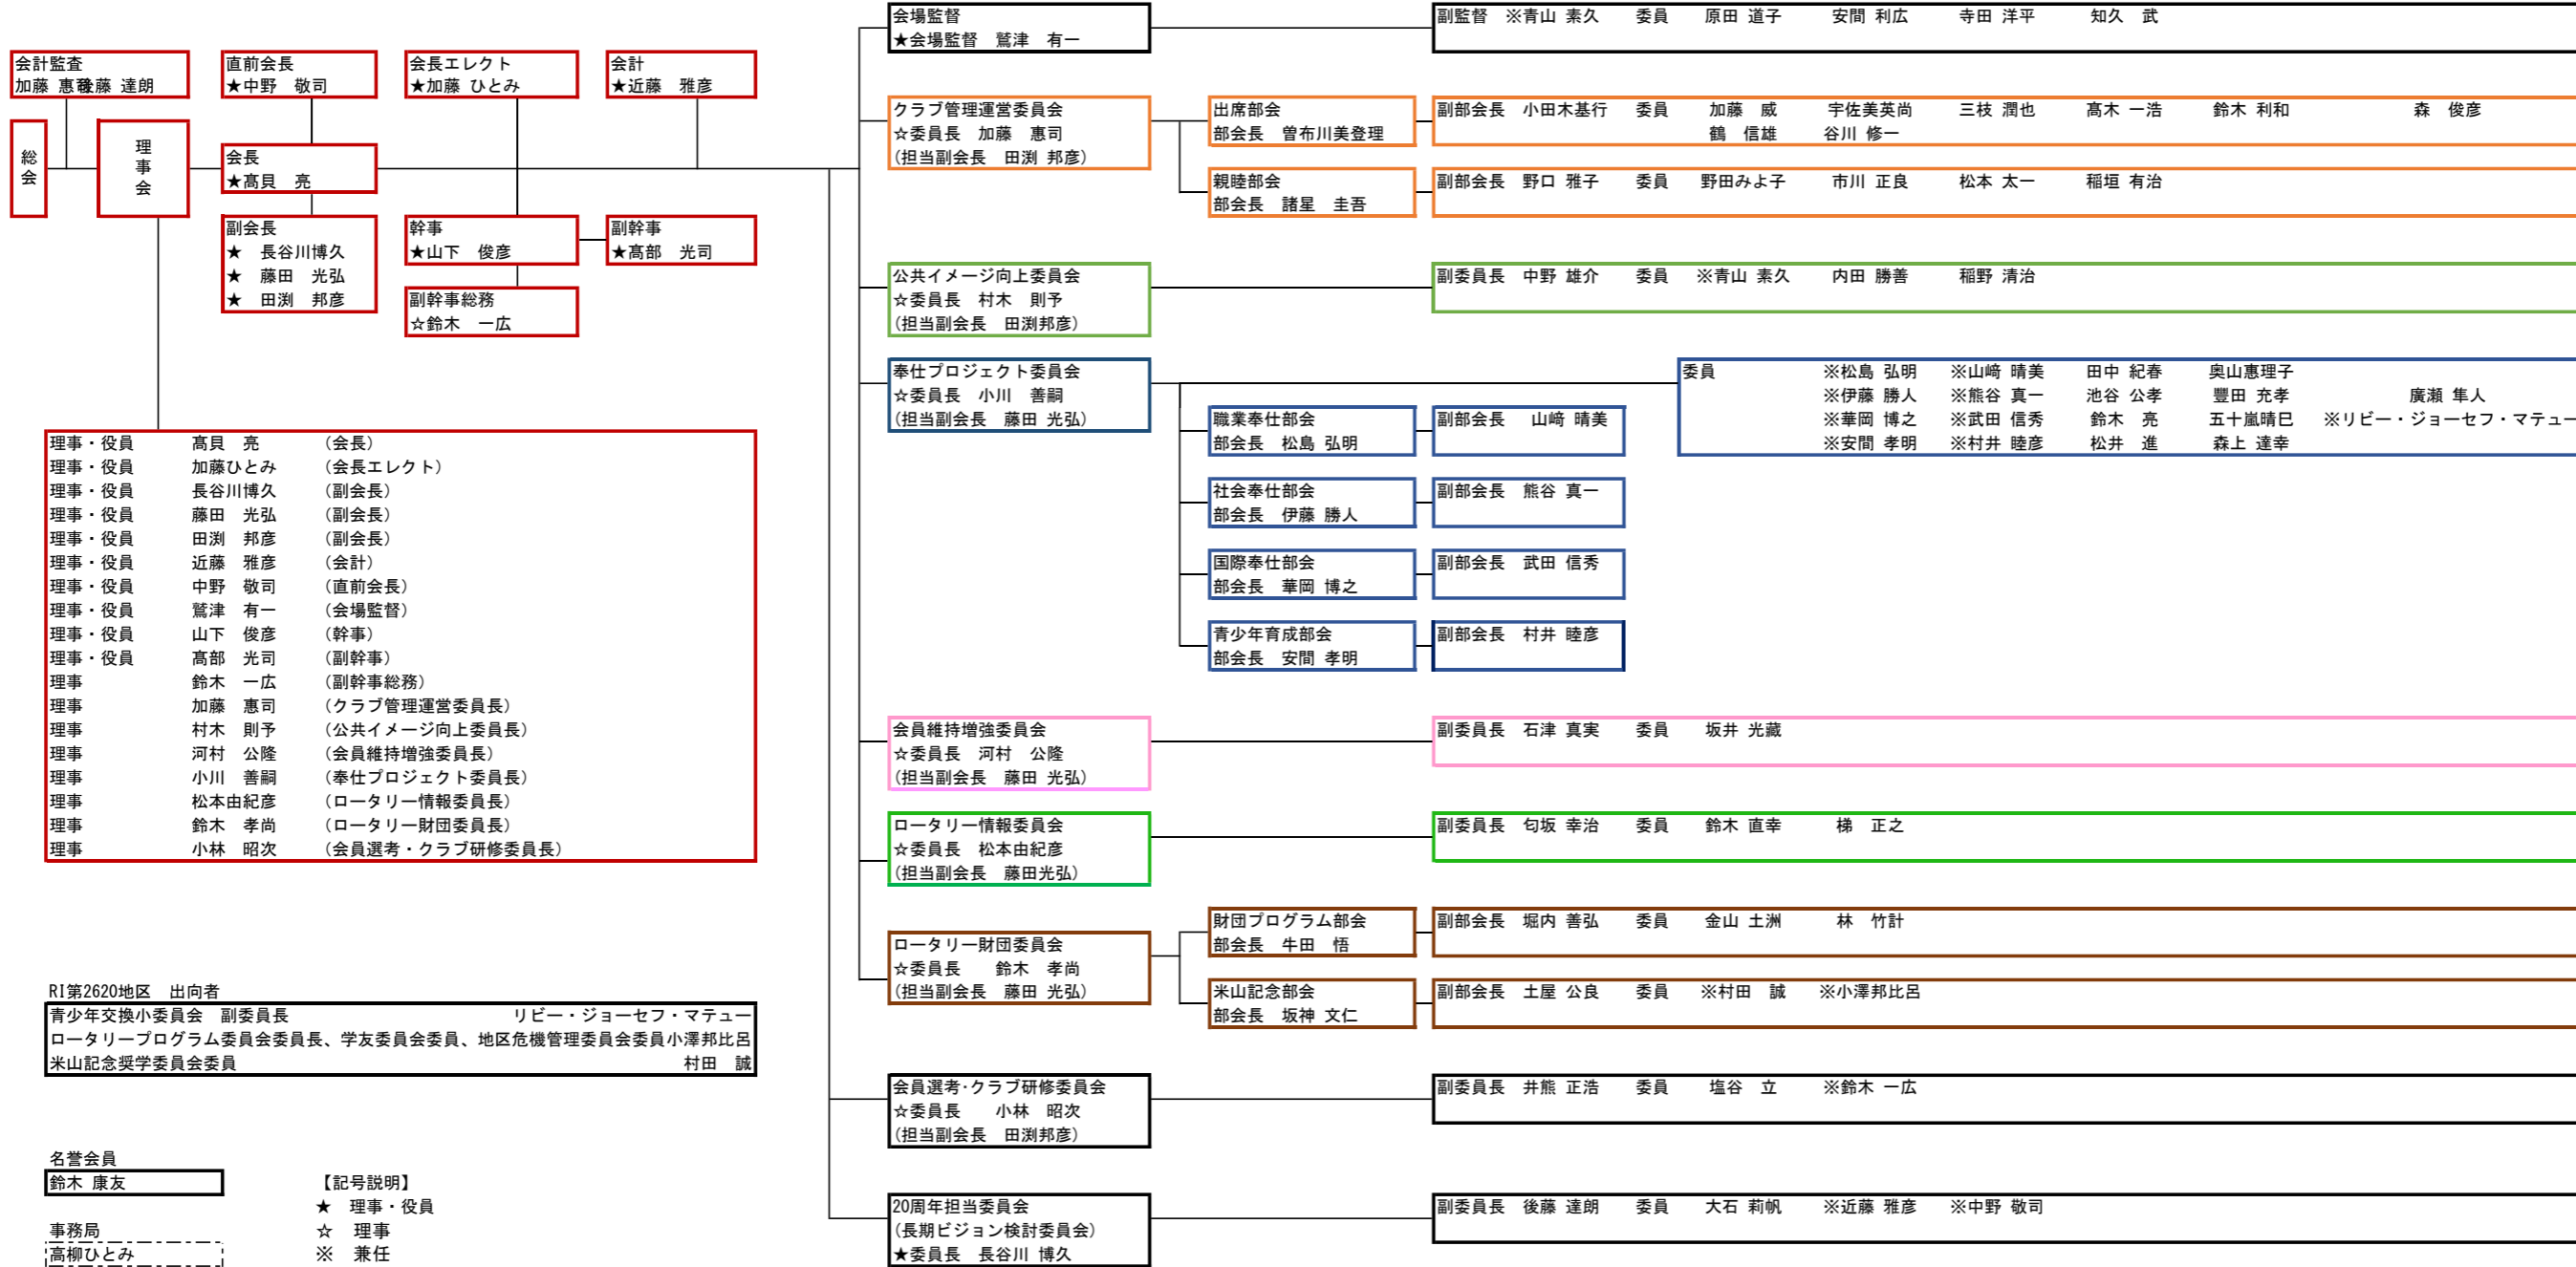 会計監査
加藤 惠司 後藤 達朗
直前会長
★中野　敬司
会長エレクト
★加藤 ひとみ
会計
★近藤　雅彦
総会
理事会
会長
★髙貝　亮
副会長
★　長谷川博久
★　藤田　光弘
★　田渕　邦彦
幹事
★山下　俊彦
副幹事
★髙部　光司
副幹事総務
☆鈴木　一広
理事・役員　髙貝　亮　（会長）
理事・役員　加藤ひとみ　（会長エレクト）
理事・役員　長谷川博久　（副会長）
理事・役員　藤田　光弘　（副会長）
理事・役員　田渕　邦彦　（副会長）
理事・役員　近藤　雅彦　（会計）
理事・役員　中野　敬司　（直前会長）
理事・役員　鷲津　有一　（会場監督）
理事・役員　山下　俊彦　（幹事）
理事・役員　髙部　光司　（副幹事）
理事　鈴木　一広　（副幹事総務）
理事　加藤　惠司　（クラブ管理運営委員長）
理事　村木　則予　（公共イメージ向上委員長）
理事　河村　公隆　（会員維持増強委員長）
理事　小川　善嗣　（奉仕プロジェクト委員長）
理事　松本由紀彦　（ロータリー情報委員長）
理事　鈴木　孝尚　（ロータリー財団委員長）
理事　小林　昭次　（会員選考・クラブ研修委員長）
RI第2620地区　出向者
青少年交換小委員会　副委員長　リビー・ジョーセフ・マテュー
ロータリープログラム委員会委員長、学友委員会委員、地区危機管理委員会委員小澤邦比呂
米山記念奨学委員会委員　村田　誠
名誉会員
鈴木 康友
事務局
高柳ひとみ
【記号説明】
★　理事・役員
☆　理事
※　兼任
会場監督
★会場監督　鷲津　有一
副監督　※青山 素久　委員　原田 道子　安間 利広　寺田 洋平　知久　武
クラブ管理運営委員会
☆委員長　加藤　惠司
(担当副会長　田渕 邦彦)
出席部会
部会長　曽布川美登理
副部会長　小田木基行　委員　加藤　威　宇佐美英尚　三枝 潤也　髙木 一浩　鈴木 利和　森　俊彦
鶴　信雄　谷川 修一
親睦部会
部会長　諸星　圭吾
副部会長　野口 雅子　委員　野田みよ子　市川 正良　松本 太一　稲垣 有治
公共イメージ向上委員会
☆委員長　村木　則予
(担当副会長　田渕邦彦)
副委員長　中野 雄介　委員　※青山 素久　内田 勝善　稲野 清治
奉仕プロジェクト委員会
☆委員長　小川　善嗣
(担当副会長　藤田 光弘)
委員　※松島 弘明　※山﨑 晴美　田中 紀春　奥山惠理子
※伊藤 勝人　※熊谷 真一　池谷 公孝　豐田 充孝　廣瀬 隼人
※華岡 博之　※武田 信秀　鈴木　亮　五十嵐晴巳　※リビー・ジョーセフ・マテュー
※安間 孝明　※村井 睦彦　松井　進　森上 達幸
職業奉仕部会
部会長　松島 弘明
副部会長　山﨑 晴美
社会奉仕部会
部会長　伊藤 勝人
副部会長　熊谷 真一
国際奉仕部会
部会長　華岡 博之
副部会長　武田 信秀
青少年育成部会
部会長　安間 孝明
副部会長　村井 睦彦
会員維持増強委員会
☆委員長　河村　公隆
(担当副会長　藤田 光弘)
副委員長　石津 真実　委員　坂井 光藏
ロータリー情報委員会
☆委員長　松本由紀彦
(担当副会長　藤田光弘)
副委員長　匂坂 幸治　委員　鈴木 直幸　梯　正之
ロータリー財団委員会
☆委員長　鈴木　孝尚
(担当副会長　藤田 光弘)
財団プログラム部会
部会長　牛田　悟
副部会長　堀内 善弘　委員　金山 土洲　林　竹計
米山記念部会
部会長　坂神 文仁
副部会長　土屋 公良　委員　※村田　誠　※小澤邦比呂
会員選考･クラブ研修委員会
☆委員長　小林　昭次
(担当副会長　田渕邦彦)
副委員長　井熊 正浩　委員　塩谷　立　※鈴木 一広
20周年担当委員会
(長期ビジョン検討委員会)
★委員長　長谷川 博久
副委員長　後藤 達朗　委員　大石 莉帆　※近藤 雅彦　※中野 敬司